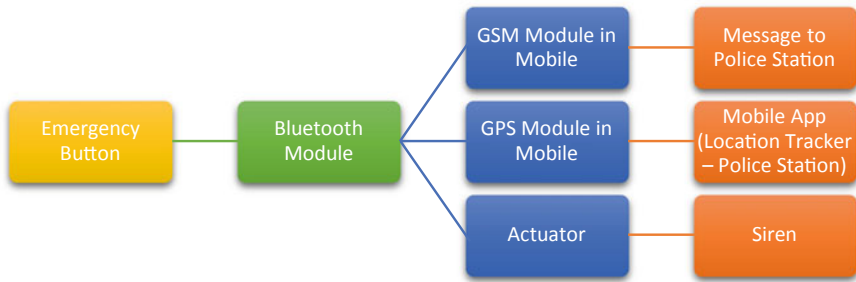 Emergency
Button
Bluetooth
Module
GSM Module in
Mobile
Message to
Police Station
GPS Module in
Mobile
Mobile App
(Location Tracker
– Police Station)
Actuator
Siren